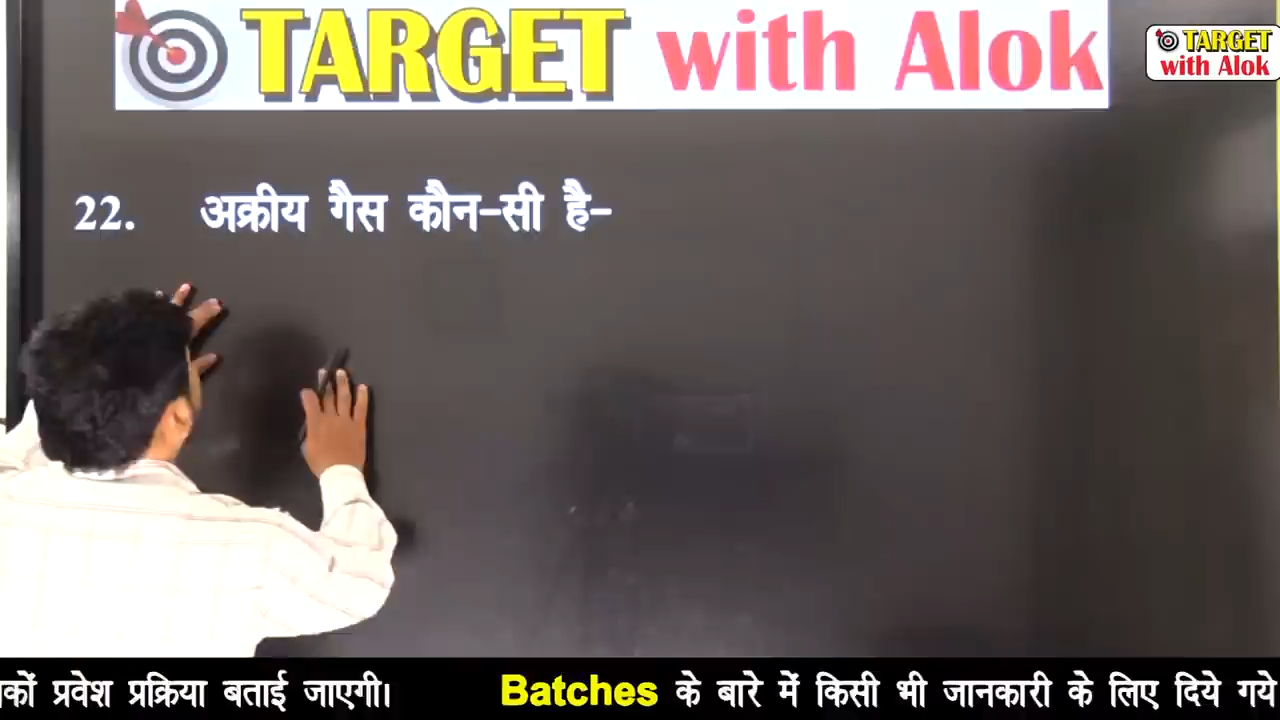 TARGET with Alok
TARGET
with Alok
22. अक्रीय गैस कौन-सी है-
कों प्रवेश प्रक्रिया बताई जाएगी। Batches के बारे में किसी भी जानकारी के लिए दिये गये